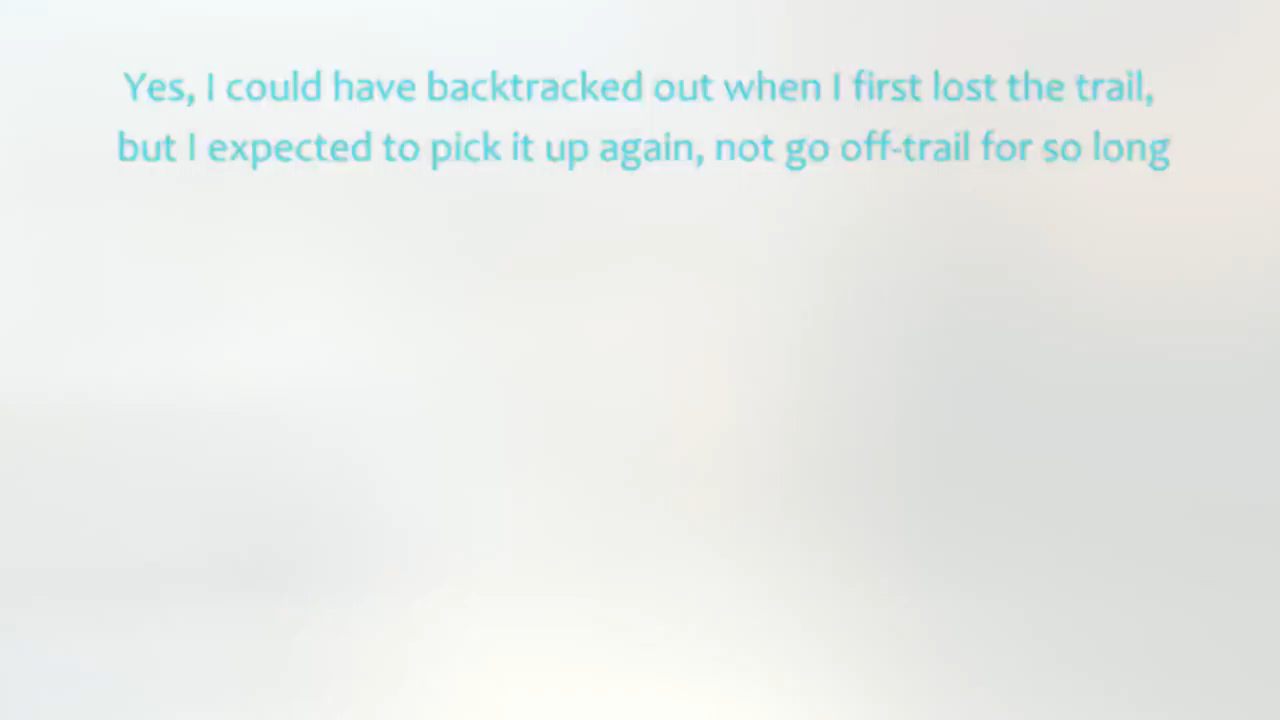 Yes, I could have backtracked out when I first lost the trail,
but I expected to pick it up again, not go off-trail for so long